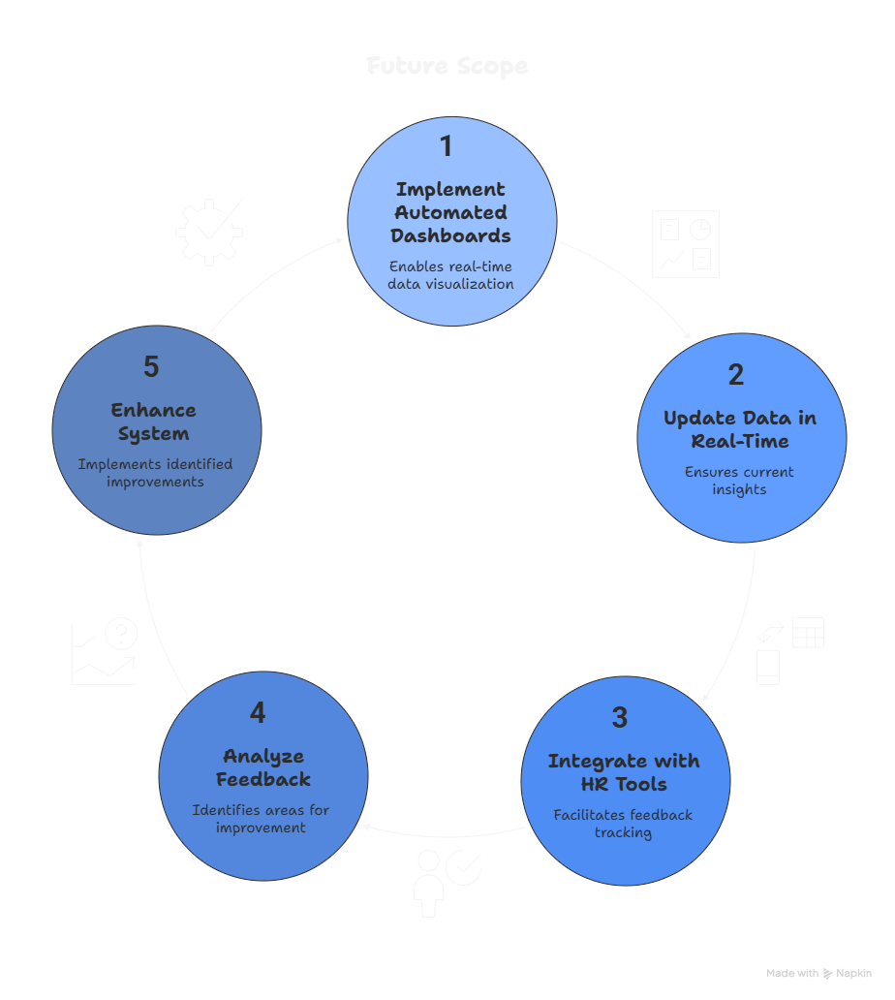 Future Scope
1
Implement
Automated
Dashboards
Enables real-time
data visualization
2
Update Data in
Real-Time
Ensures current
insights
3
Integrate with
HR Tools
Facilitates feedback
tracking
4
Analyze
Feedback
Identifies areas for
improvement
5
Enhance
System
Implements identified
improvements
?
Made with Napkin